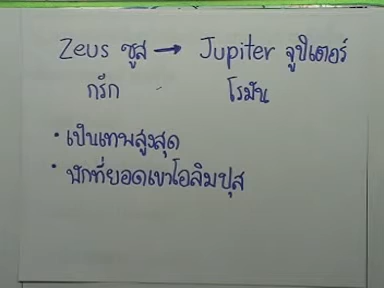 Zeus ซูส → Jupiter จูปิเตอร์
กรีก โรมัน
• เป็นเทพสูงสุด
• พักที่ยอดเขาโอลิมปุส